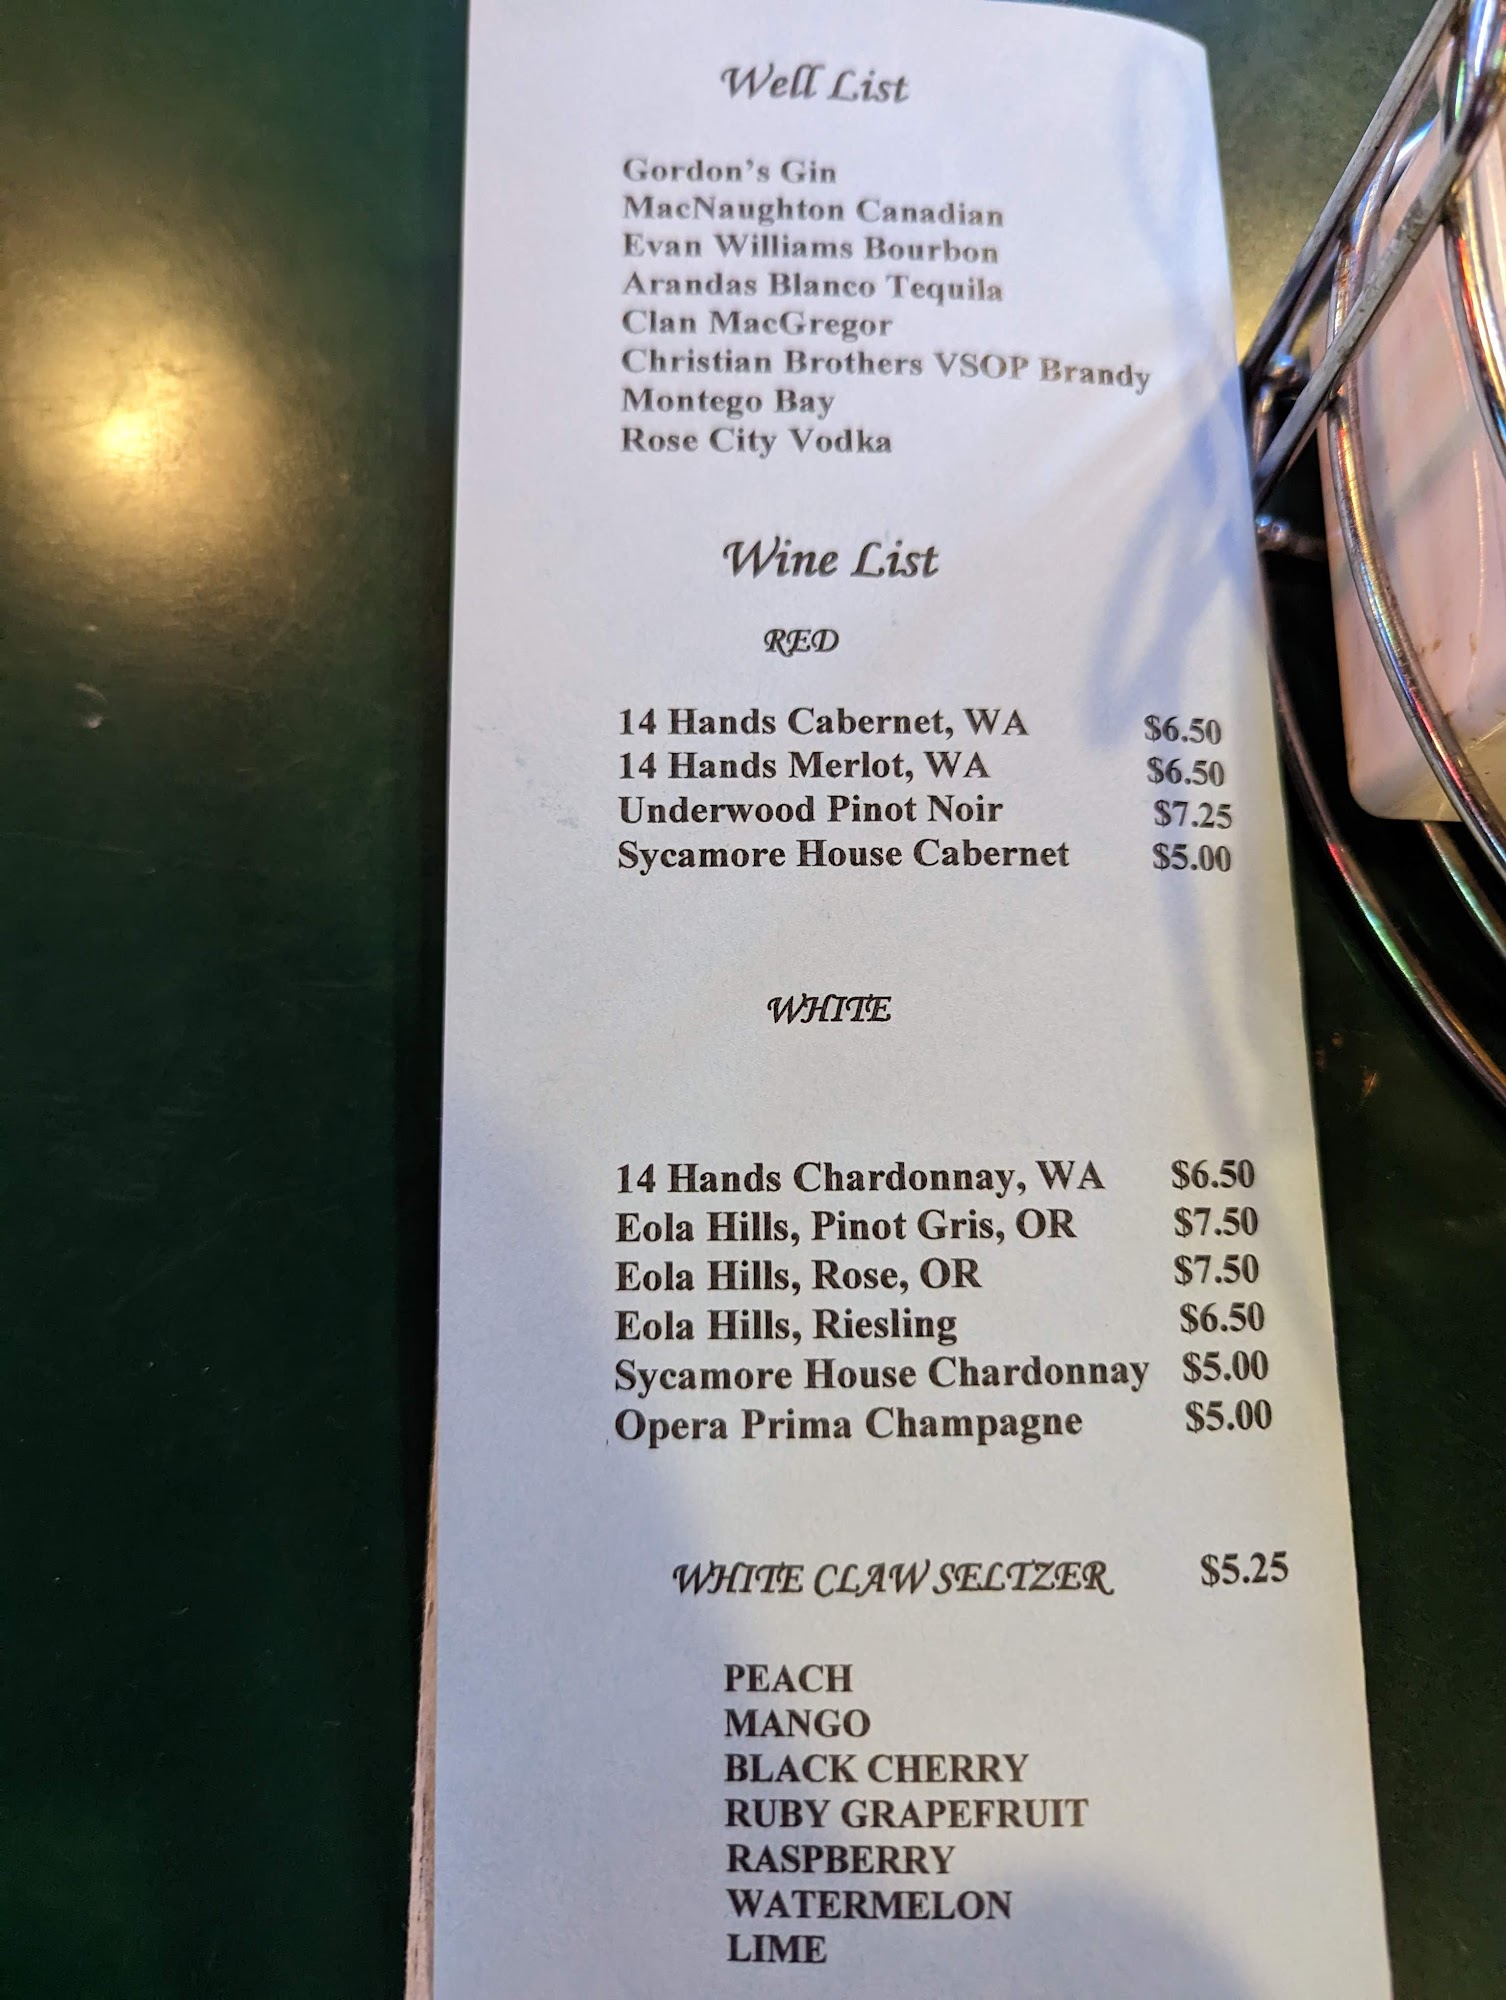 Well List
Gordon's Gin
MacNaughton Canadian
Evan Williams Bourbon
Arandas Blanco Tequila
Clan MacGregor
Christian Brothers VSOP Brandy
Montego Bay
Rose City Vodka
Wine List
RED
14 Hands Cabernet, WA $6.50
14 Hands Merlot, WA $6.50
Underwood Pinot Noir $7.25
Sycamore House Cabernet $5.00
WHITE
14 Hands Chardonnay, WA $6.50
Eola Hills, Pinot Gris, OR $7.50
Eola Hills, Rose, OR $7.50
Eola Hills, Riesling $6.50
Sycamore House Chardonnay $5.00
Opera Prima Champagne $5.00
WHITE CLAW SELTZER $5.25
PEACH
MANGO
BLACK CHERRY
RUBY GRAPEFRUIT
RASPBERRY
WATERMELON
LIME